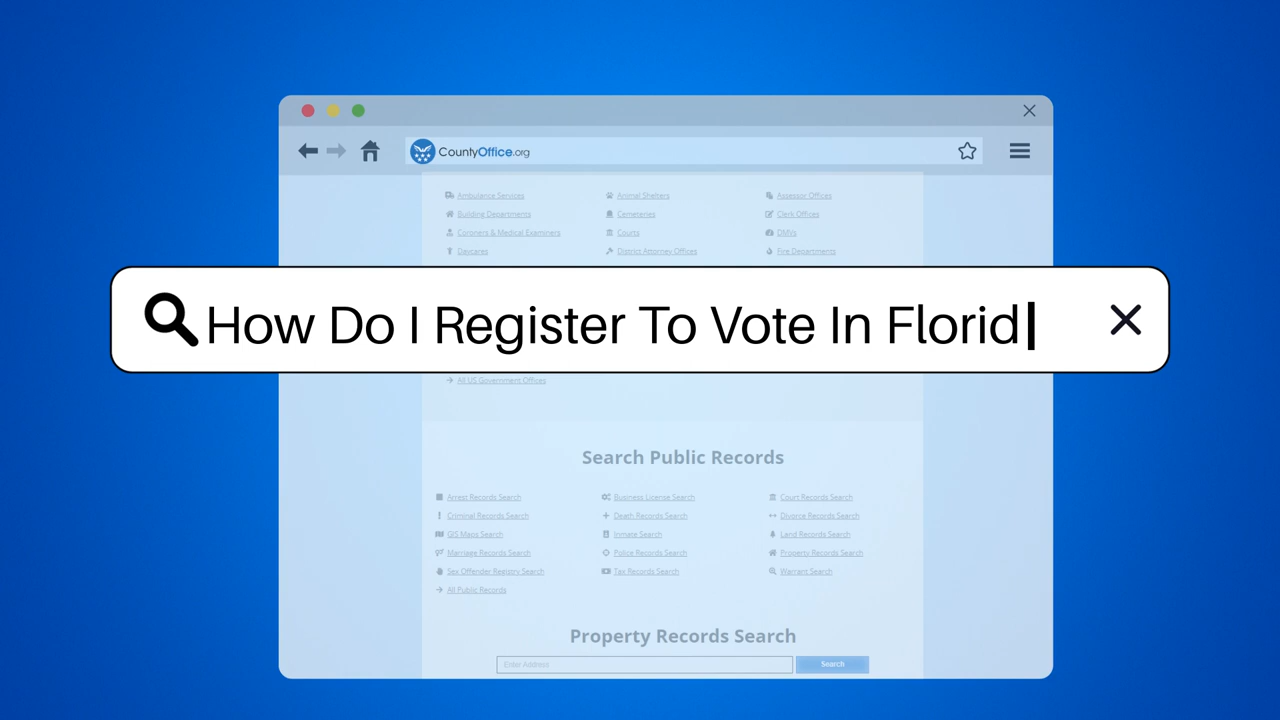 CountyOffice.org
Ambulance Services Animal Shelters Assessor Offices
Building Departments Cemeteries Clerk Offices
Coroners & Medical Examiners Courts DMVs
Daycares District Attorney Offices Fire Departments
How Do I Register To Vote In Florid
All US Government Offices
Search Public Records
Arrest Records Search Business License Search Court Records Search
Criminal Records Search Death Records Search Divorce Records Search
GIS Maps Search Inmate Search Land Records Search
Marriage Records Search Police Records Search Property Records Search
Sex Offender Registry Search Tax Records Search Warrant Search
All Public Records
Property Records Search
Enter Address Search